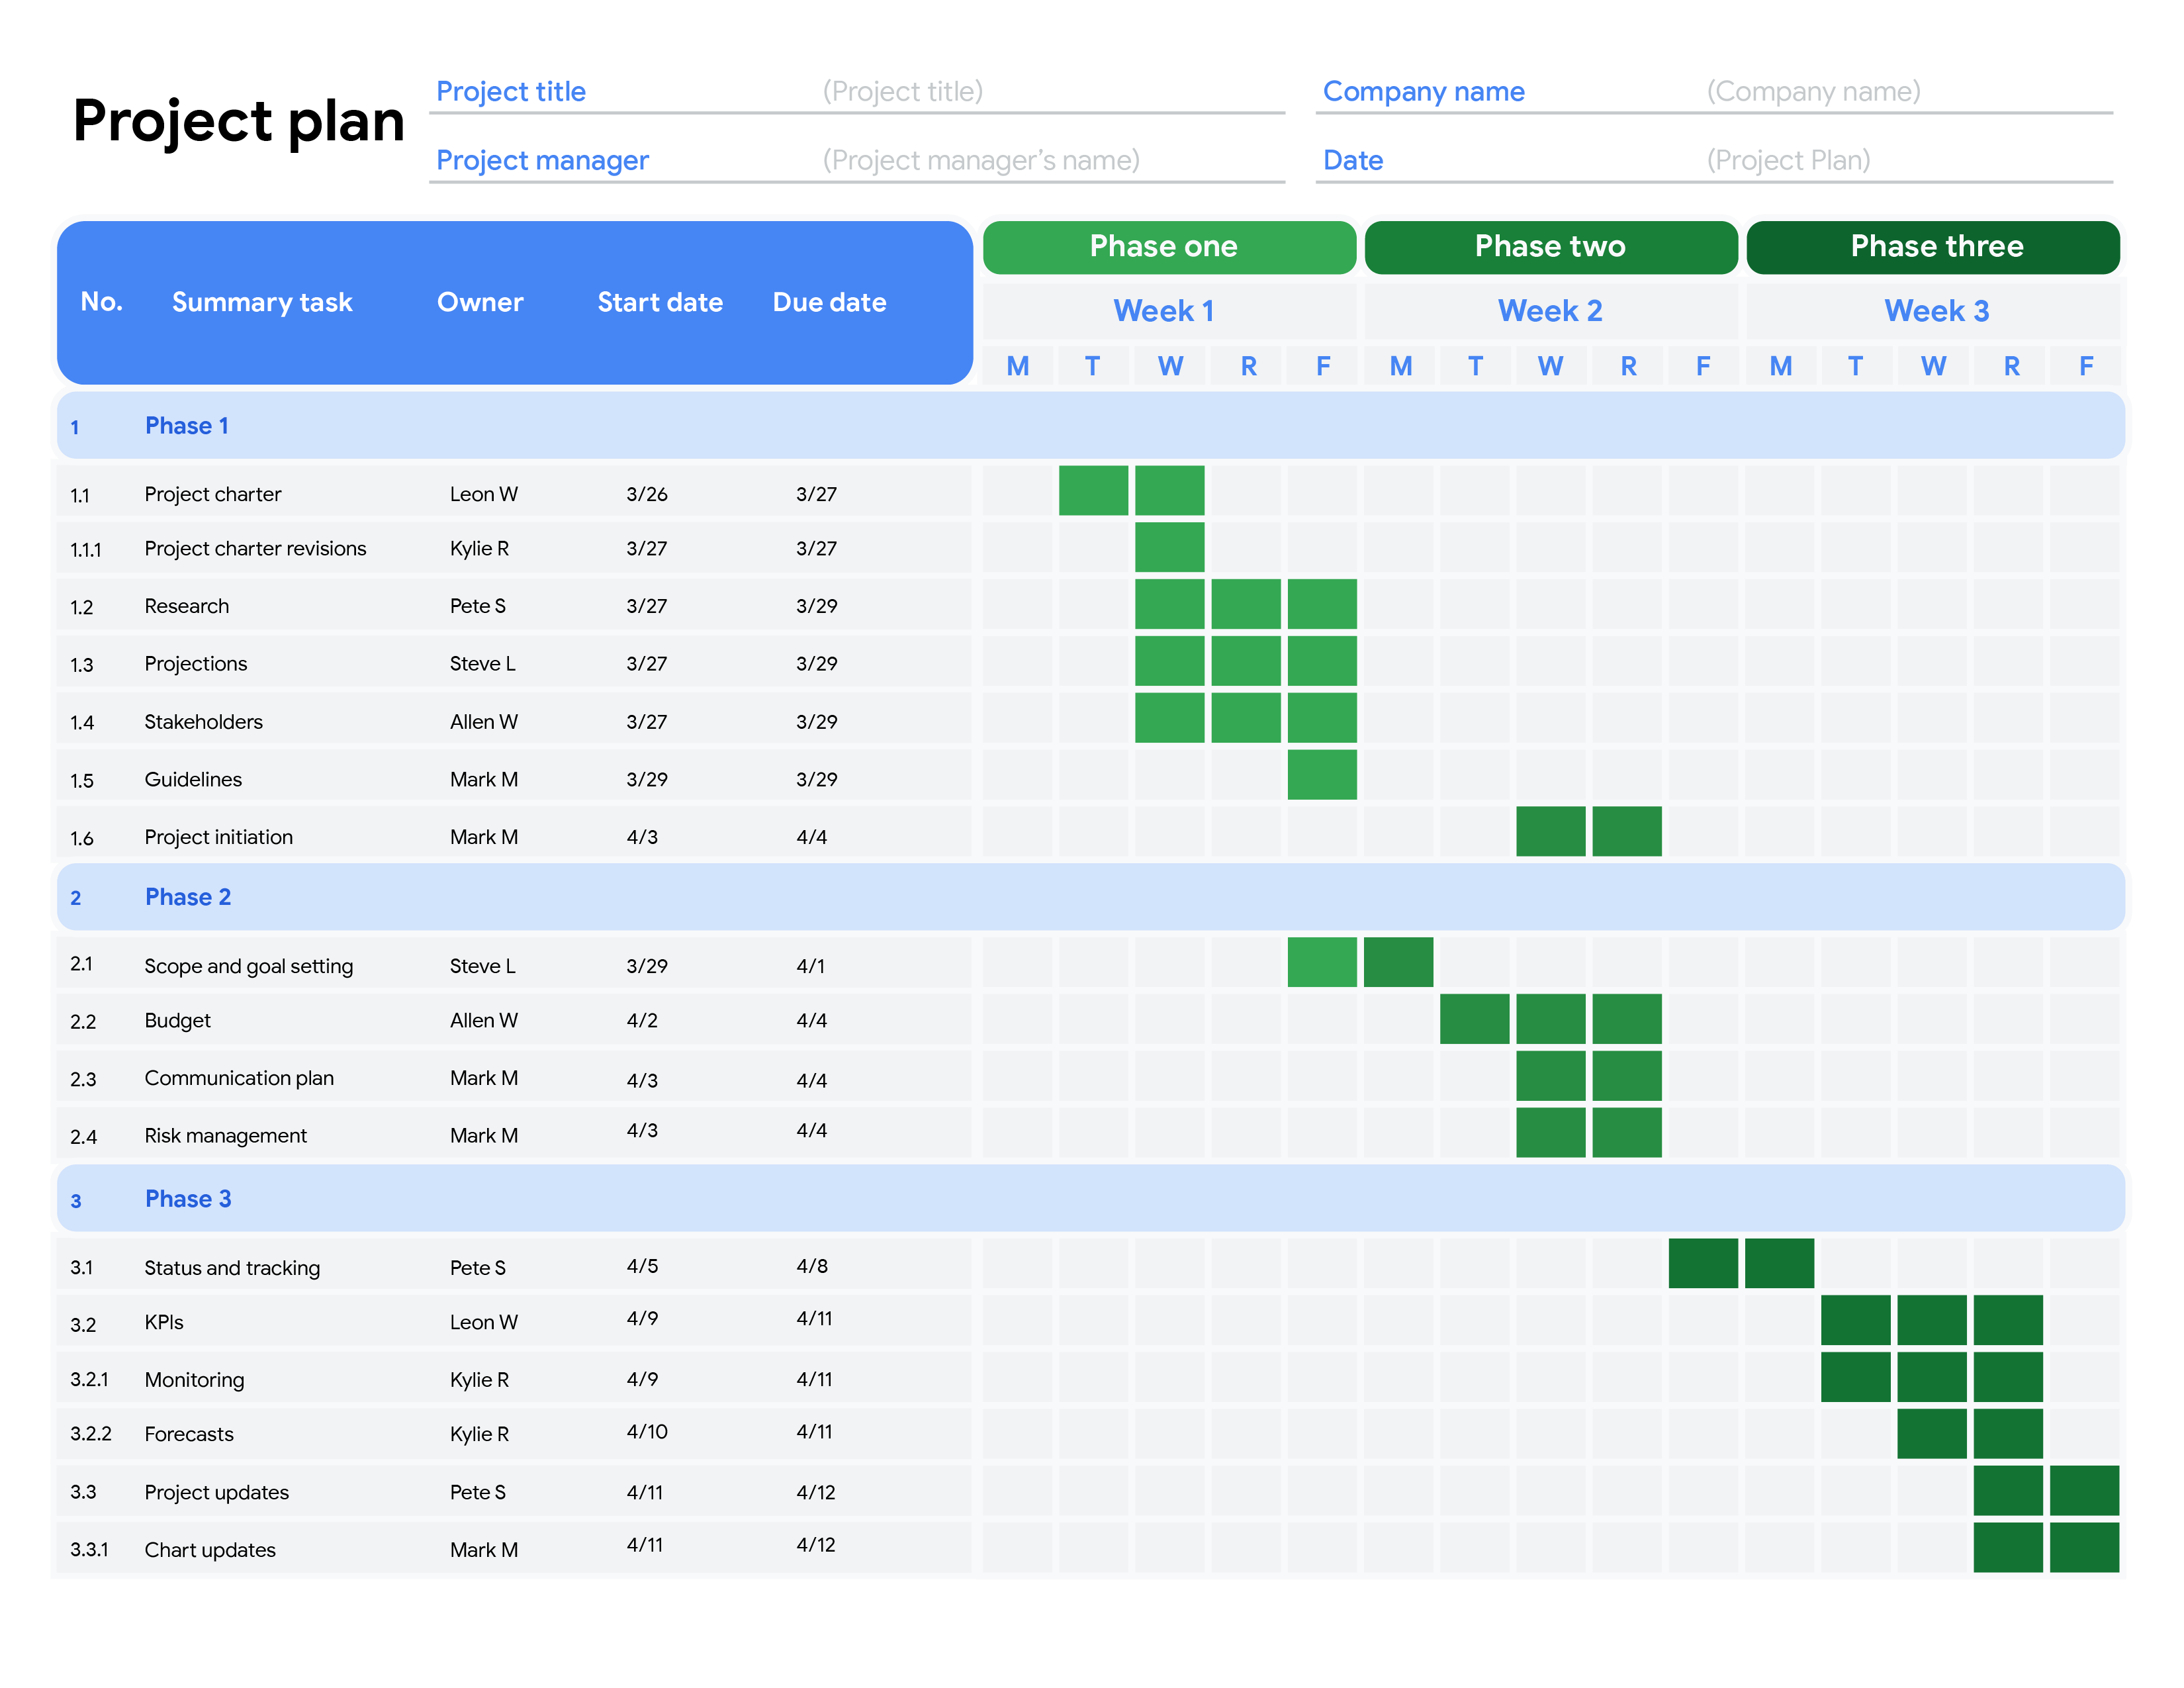 Project plan
Project title (Project title) Company name (Company name)
Project manager (Project manager’s name) Date (Project Plan)
Phase one Phase two Phase three
No. Summary task Owner Start date Due date Week 1 Week 2 Week 3
M T W R F M T W R F M T W R F
1 Phase 1
1.1 Project charter Leon W 3/26 3/27
1.1.1 Project charter revisions Kylie R 3/27 3/27
1.2 Research Pete S 3/27 3/29
1.3 Projections Steve L 3/27 3/29
1.4 Stakeholders Allen W 3/27 3/29
1.5 Guidelines Mark M 3/29 3/29
1.6 Project initiation Mark M 4/3 4/4
2 Phase 2
2.1 Scope and goal setting Steve L 3/29 4/1
2.2 Budget Allen W 4/2 4/4
2.3 Communication plan Mark M 4/3 4/4
2.4 Risk management Mark M 4/3 4/4
3 Phase 3
3.1 Status and tracking Pete S 4/5 4/8
3.2 KPIs Leon W 4/9 4/11
3.2.1 Monitoring Kylie R 4/9 4/11
3.2.2 Forecasts Kylie R 4/10 4/11
3.3 Project updates Pete S 4/11 4/12
3.3.1 Chart updates Mark M 4/11 4/12